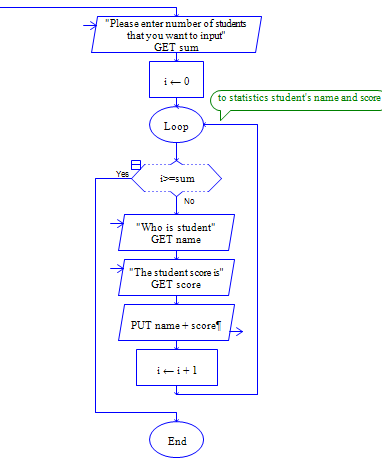 "Please enter number of students
that you want to input"
GET sum
i ← 0
to statistics student's name and score
Loop
Yes
i>=sum
No
"Who is student"
GET name
"The student score is"
GET score
PUT name + score¶
i ← i + 1
End